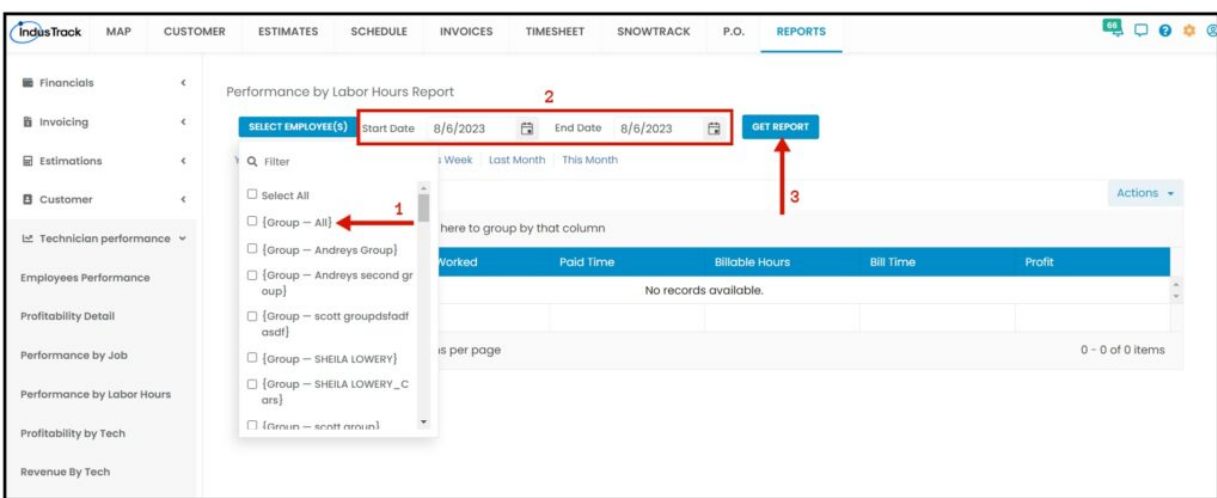 IndusTrack MAP CUSTOMER ESTIMATES SCHEDULE INVOICES TIMESHEET SNOWTRACK P.O. REPORTS 66
Financials
Invoicing
Estimations
Customer
Technician performance
Employees Performance
Profitability Detail
Performance by Job
Performance by Labor Hours
Profitability by Tech
Revenue By Tech
Performance by Labor Hours Report
2
SELECT EMPLOYEE(S) Start Date 8/6/2023 End Date 8/6/2023 GET REPORT
Week Last Month This Month
Filter
Select All
{Group — All}
1
{Group — Andreys Group}
{Group — Andreys second gr
oup}
{Group — scott groupdsfadf
asdf}
{Group — SHEILA LOWERY}
{Group — SHEILA LOWERY_C
ars}
{Group — scott group}
3
Actions
here to group by that column
Worked Paid Time Billable Hours Bill Time Profit
No records available.
per page 0 - 0 of 0 items